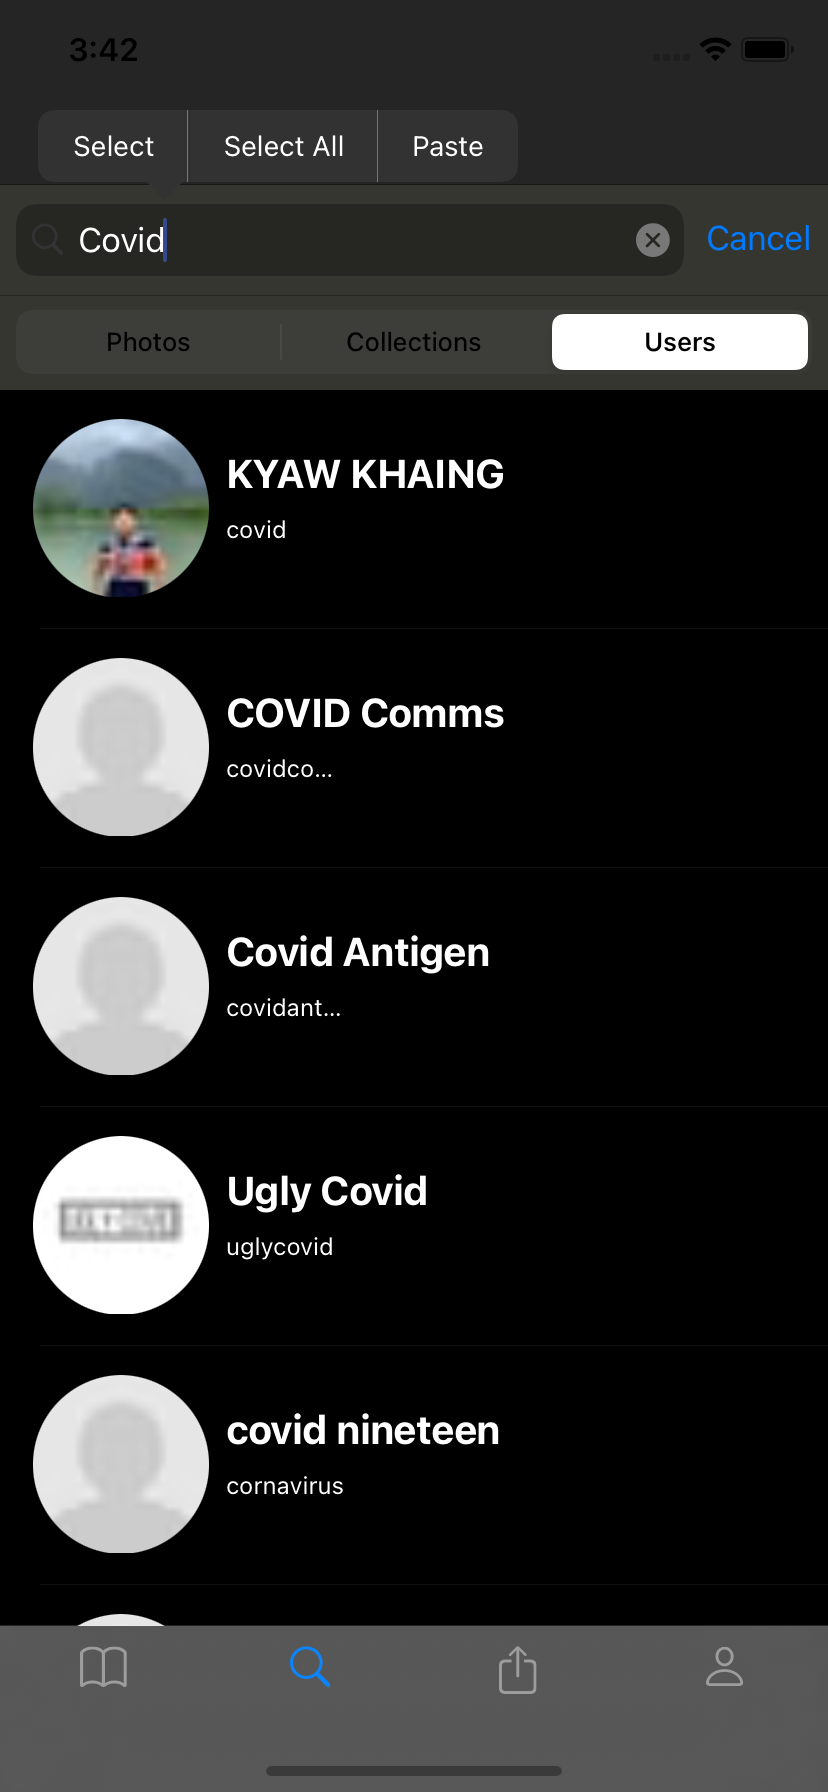 3:42
Select
Select All
Paste
Covid
Cancel
Photos
Collections
Users
KYAW KHAING
covid
COVID Comms
covidco...
Covid Antigen
covidant...
Ugly Covid
uglycovid
covid nineteen
cornavirus